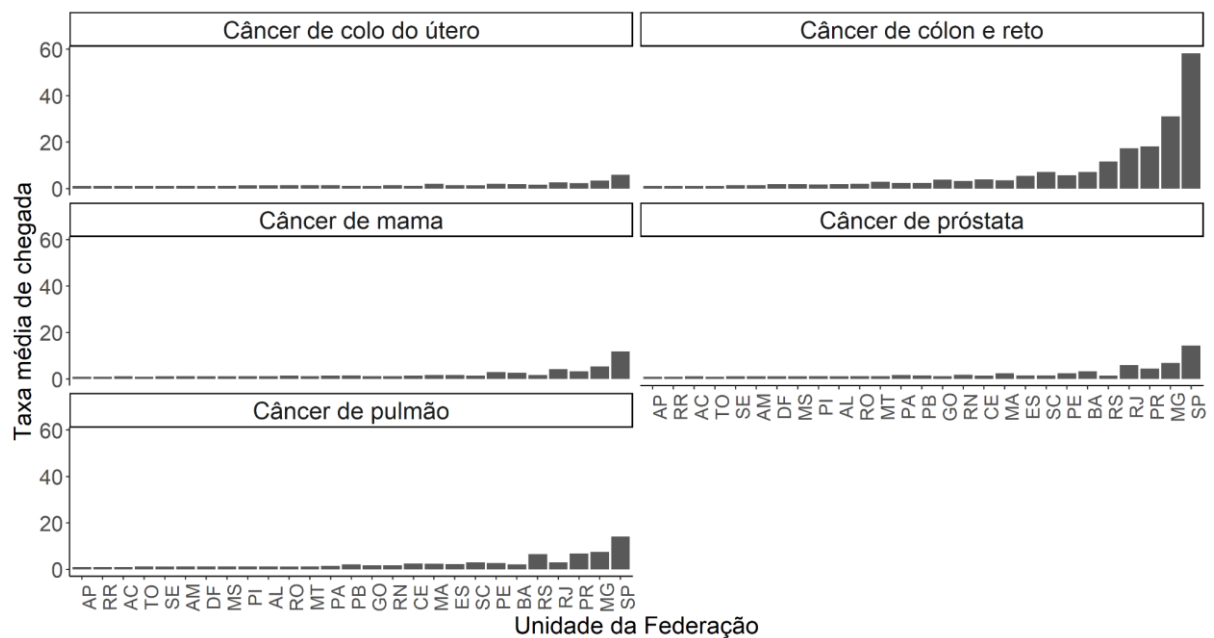 Câncer de colo do útero
Câncer de cólon e reto
60
40
20
0
Câncer de mama
Câncer de próstata
60
40
20
0
AP RR AC TO SE AM DF MS PI AL RO MT PA PB GO RN CE MA ES SC PE BA RS RJ PR MG SP
Câncer de pulmão
60
40
20
0
AP RR AC TO SE AM DF MS PI AL RO MT PA PB GO RN CE MA ES SC PE BA RS RJ PR MG SP
Taxa média de chegada
Unidade da Federação